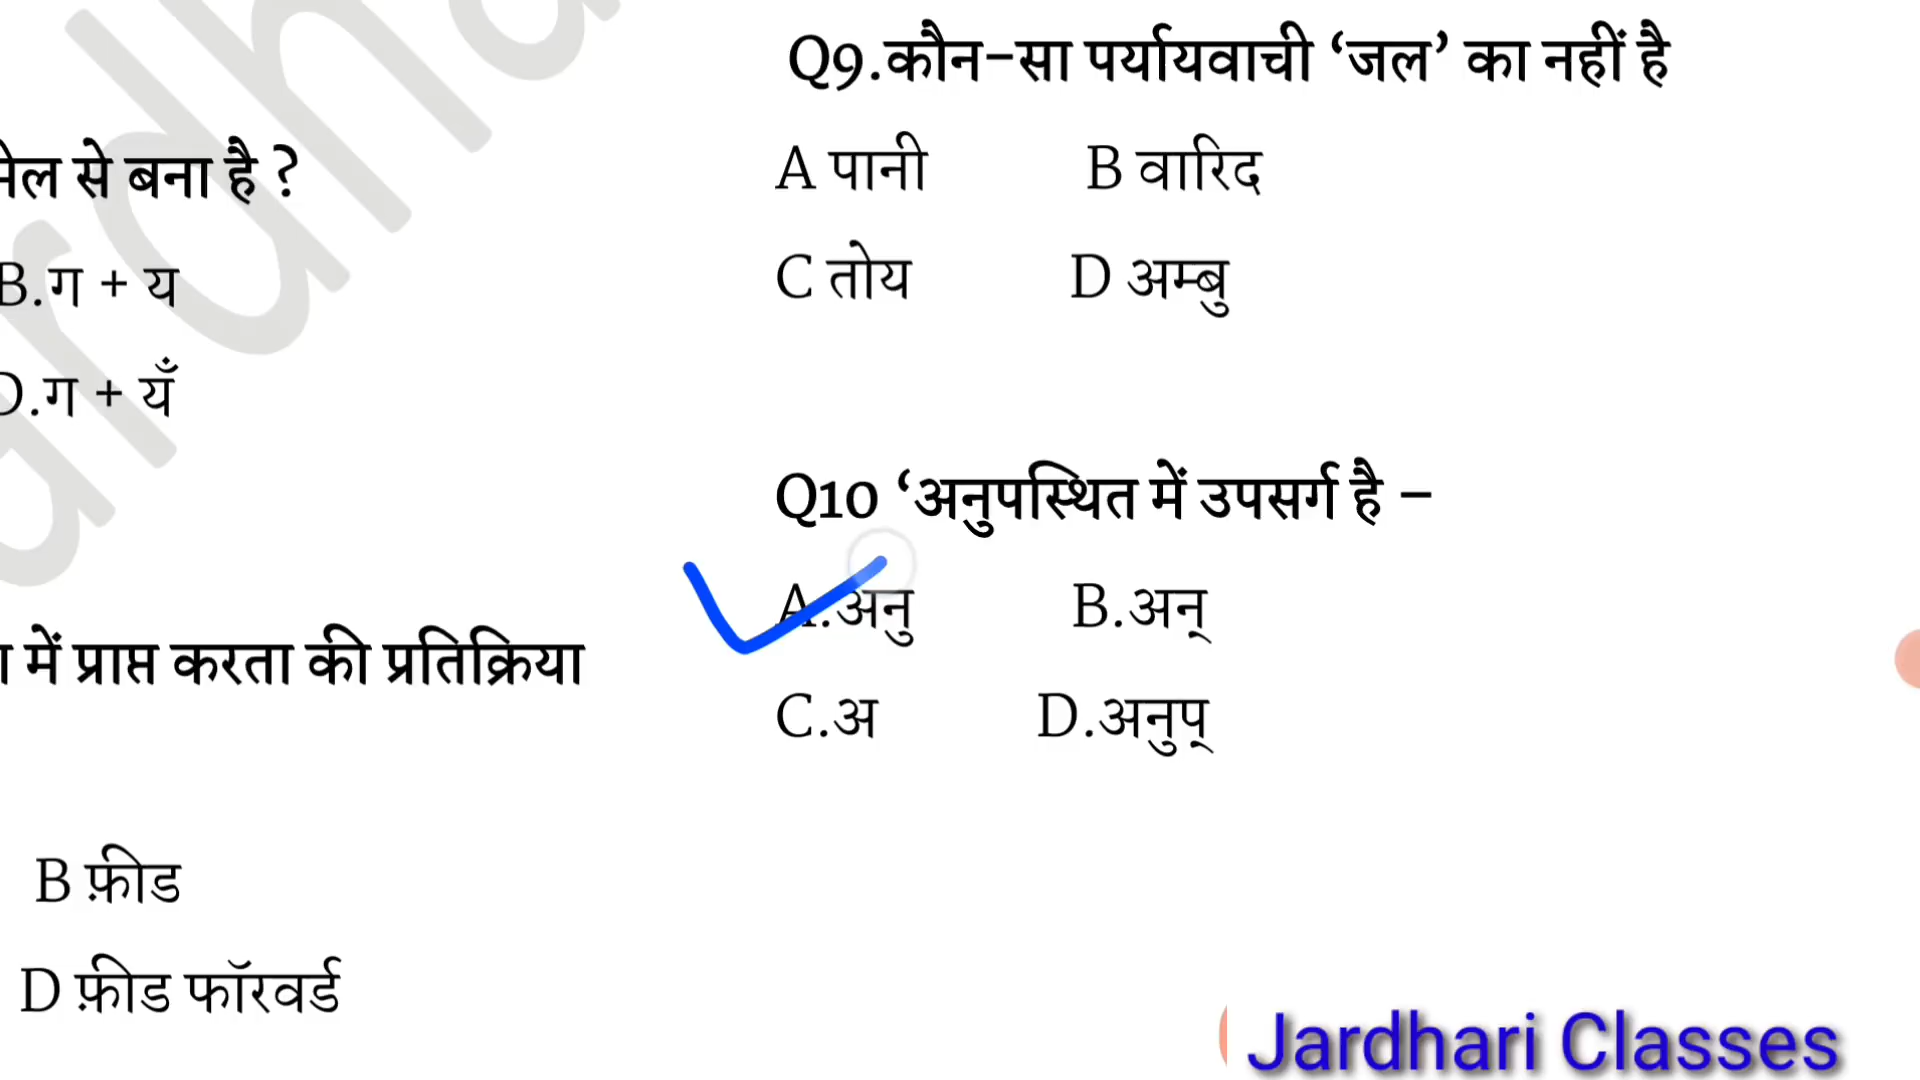 मेल से बना है ?
B.ग + य
D.ग + यँ
में प्राप्त करता की प्रतिक्रिया
B फ़ीड
D फ़ीड फॉरवर्ड
Q9.कौन-सा पर्यायवाची ‘जल’ का नहीं है
A पानी B वारिद
C तोय D अम्बु
Q10 ‘अनुपस्थित में उपसर्ग है –
A.अनु B.अन्
C.अ D.अनुप्
Jardhari Classes